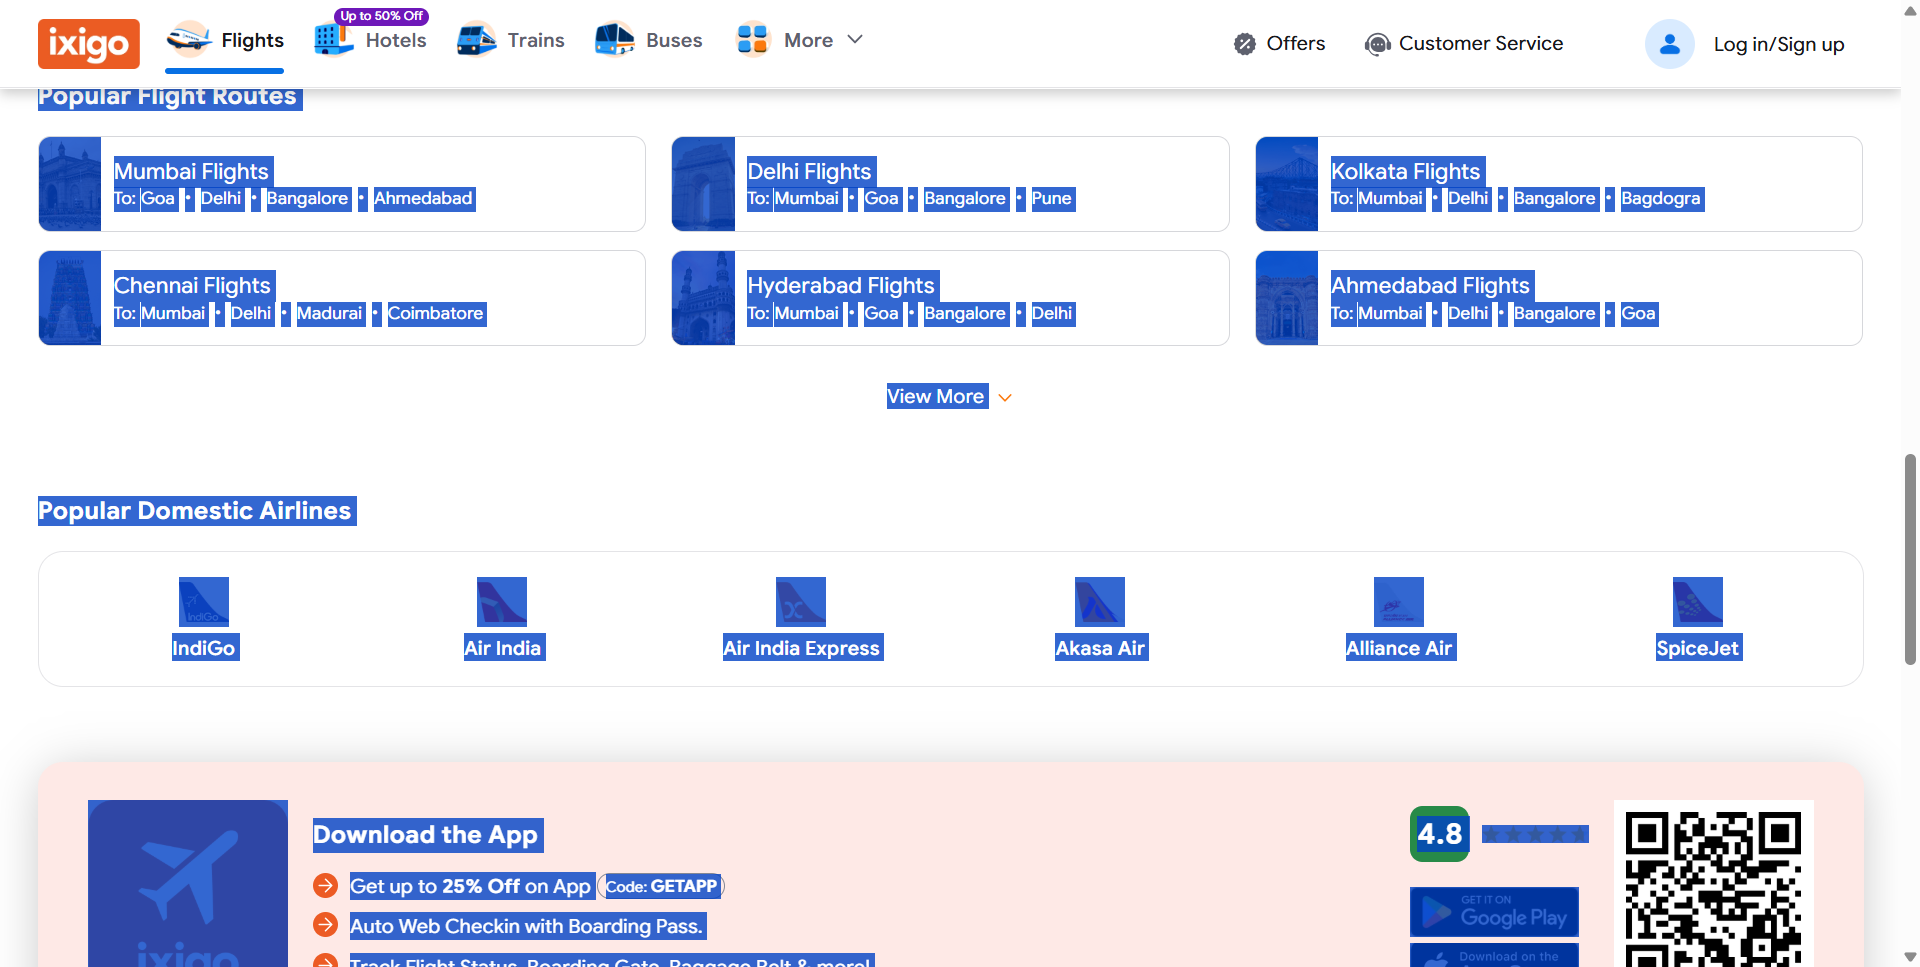 ixigo
Flights
Up to 50% Off
Hotels
Trains
Buses
More
Offers
Customer Service
Log in/Sign up
Popular Flight Routes
Mumbai Flights
To: Goa • Delhi • Bangalore • Ahmedabad
Delhi Flights
To: Mumbai • Goa • Bangalore • Pune
Kolkata Flights
To: Mumbai • Delhi • Bangalore • Bagdogra
Chennai Flights
To: Mumbai • Delhi • Madurai • Coimbatore
Hyderabad Flights
To: Mumbai • Goa • Bangalore • Delhi
Ahmedabad Flights
To: Mumbai • Delhi • Bangalore • Goa
View More
Popular Domestic Airlines
IndiGo
IndiGo
Air India
Air India Express
Akasa Air
Alliance Air
SpiceJet
ixigo
Download the App
Get up to 25% Off on App Code: GETAPP
Auto Web Checkin with Boarding Pass.
Track Flight Status, Boarding Gate, Baggage Belt & more!
4.8
GET IT ON
Google Play
Download on the